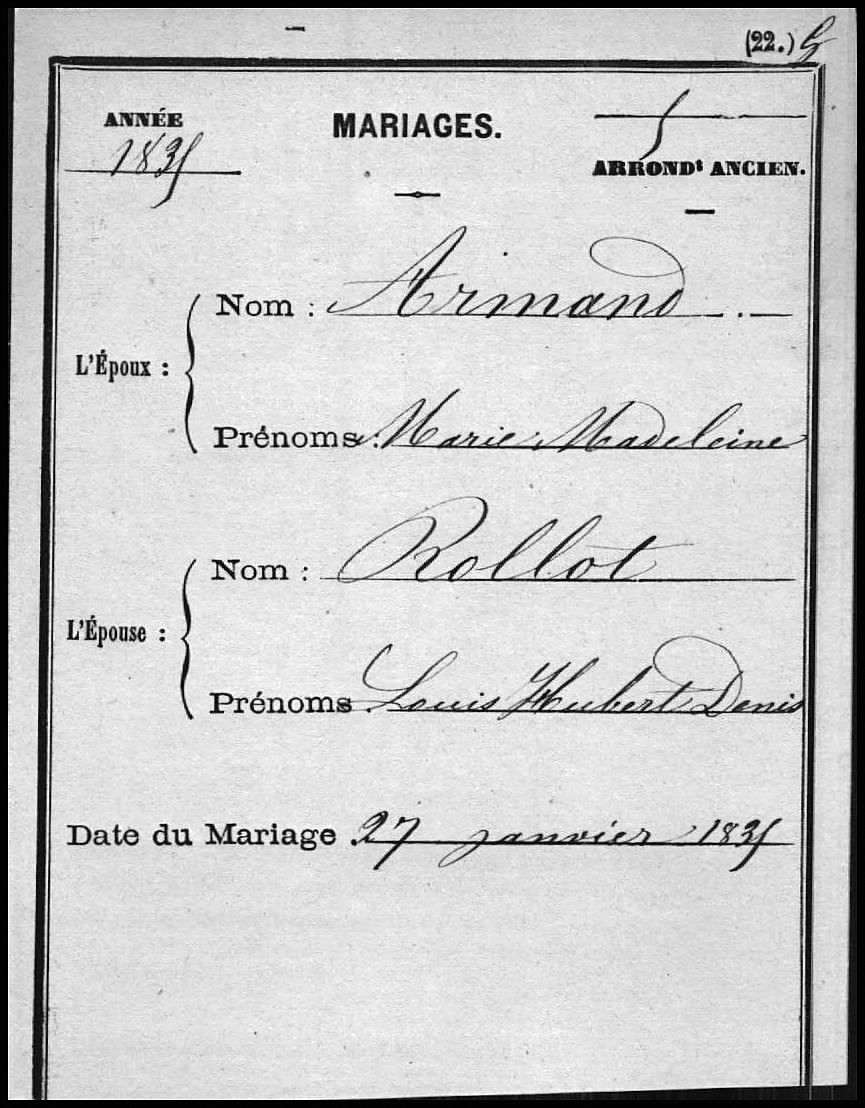 (22.)
ANNÉE
1835
MARIAGES.
5
ARRONDt ANCIEN.
Nom : Armand
L'Époux :
Prénoms : Marie Madeleine
Nom : Rollot
L'Épouse :
Prénoms : Louis Hubert Denis
Date du Mariage : 27 janvier 1835